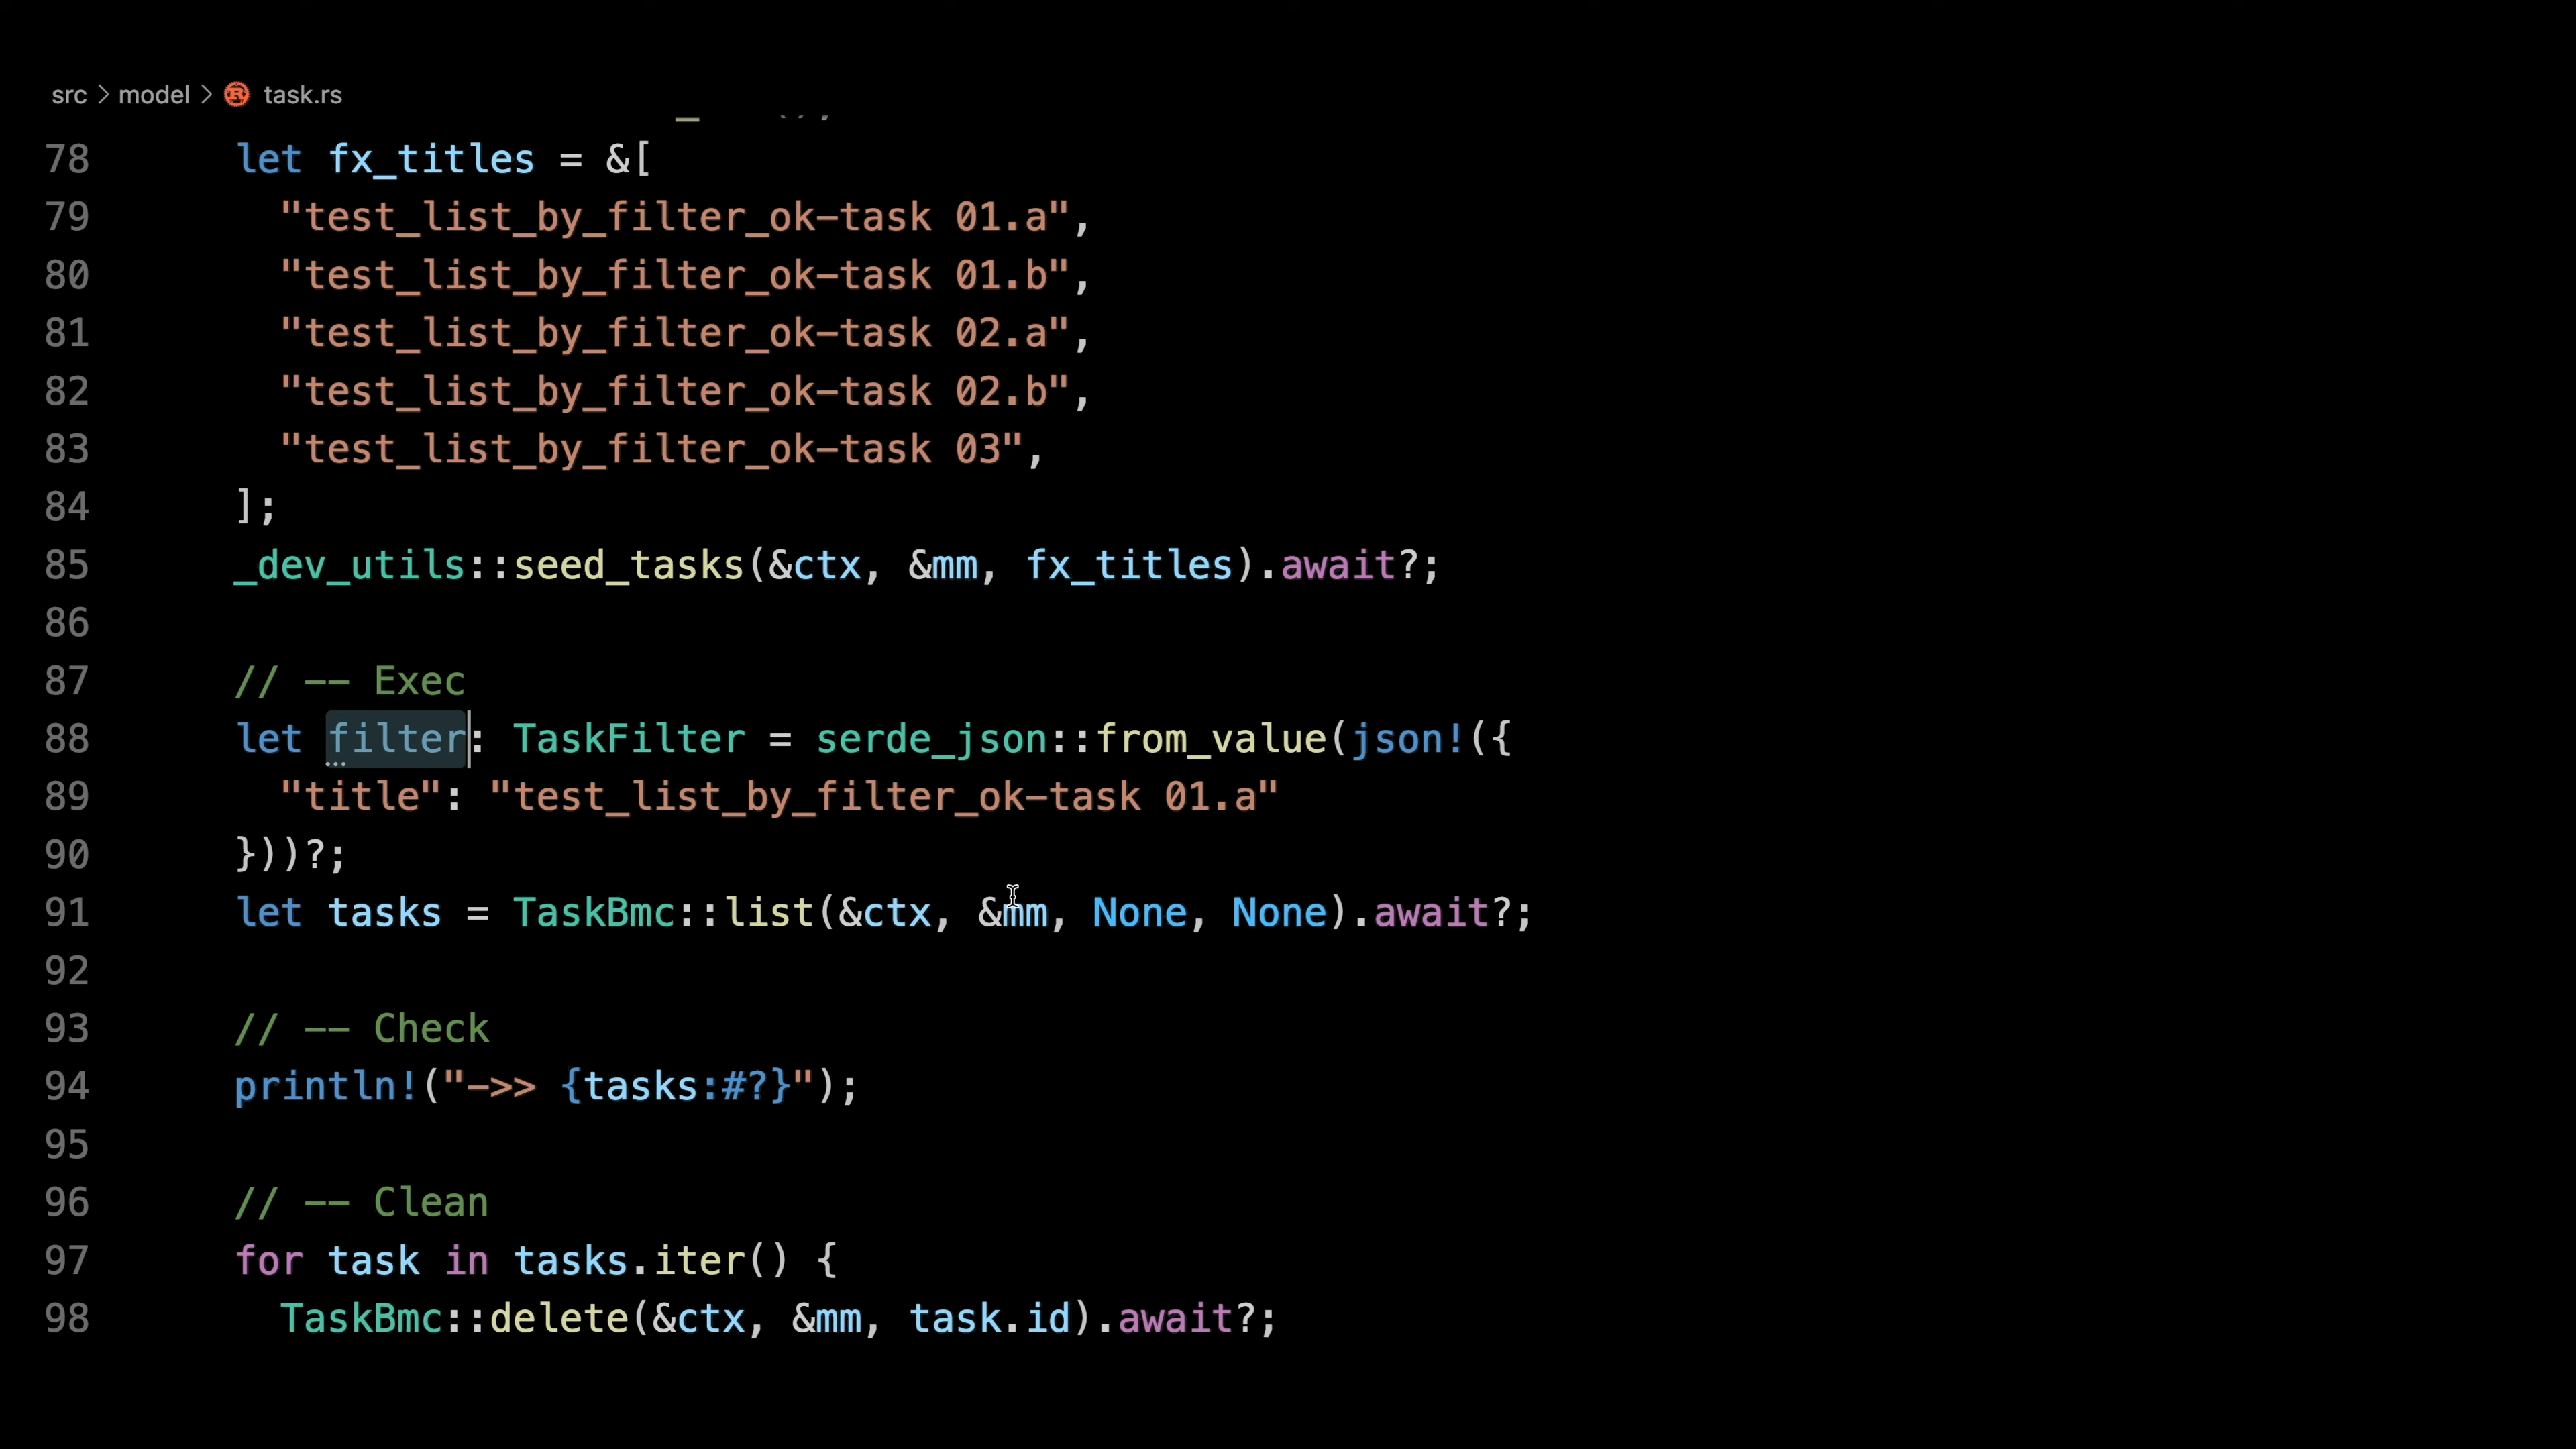 src > model > task.rs
78 let fx_titles = &[
79 "test_list_by_filter_ok-task 01.a",
80 "test_list_by_filter_ok-task 01.b",
81 "test_list_by_filter_ok-task 02.a",
82 "test_list_by_filter_ok-task 02.b",
83 "test_list_by_filter_ok-task 03",
84 ];
85 _dev_utils::seed_tasks(&ctx, &mm, fx_titles).await?;
86
87 // -- Exec
88 let filter: TaskFilter = serde_json::from_value(json!({
89 "title": "test_list_by_filter_ok-task 01.a"
90 }))?;
91 let tasks = TaskBmc::list(&ctx, &mm, None, None).await?;
92
93 // -- Check
94 println!("->> {tasks:#?}");
95
96 // -- Clean
97 for task in tasks.iter() {
98 TaskBmc::delete(&ctx, &mm, task.id).await?;